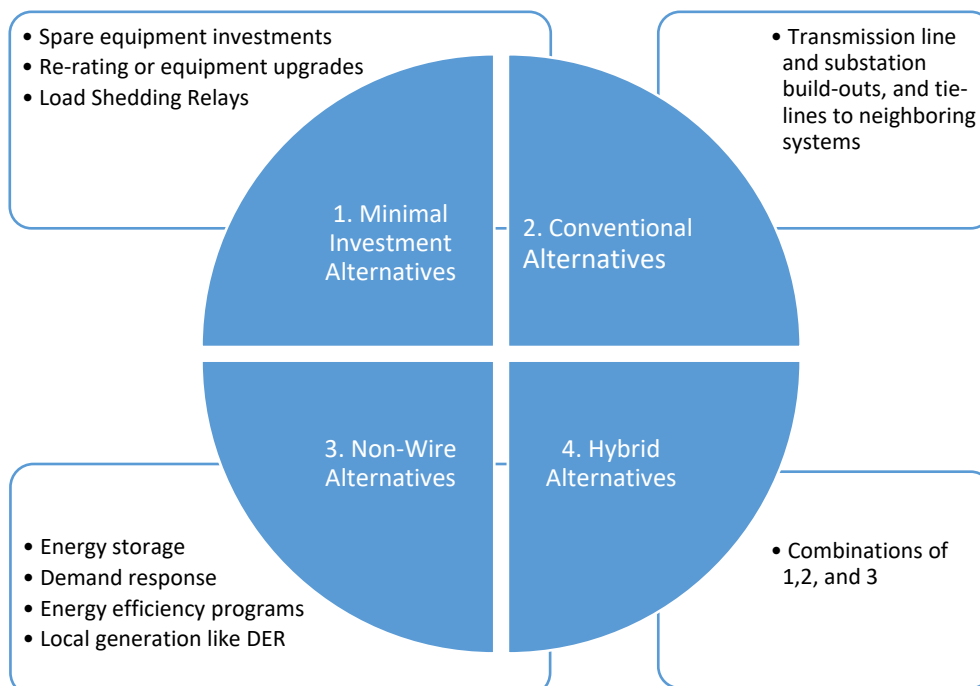 • Spare equipment investments
• Re-rating or equipment upgrades
• Load Shedding Relays
• Transmission line
and substation
build-outs, and tie-
lines to neighboring
systems
1. Minimal
Investment
Alternatives
2. Conventional
Alternatives
3. Non-Wire
Alternatives
4. Hybrid
Alternatives
• Energy storage
• Demand response
• Energy efficiency programs
• Local generation like DER
• Combinations of
1,2, and 3